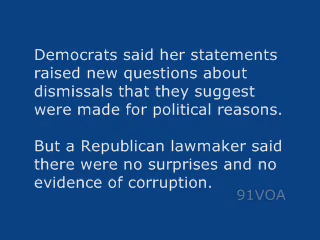 Democrats said her statements
raised new questions about
dismissals that they suggest
were made for political reasons.
But a Republican lawmaker said
there were no surprises and no
evidence of corruption.
91VOA